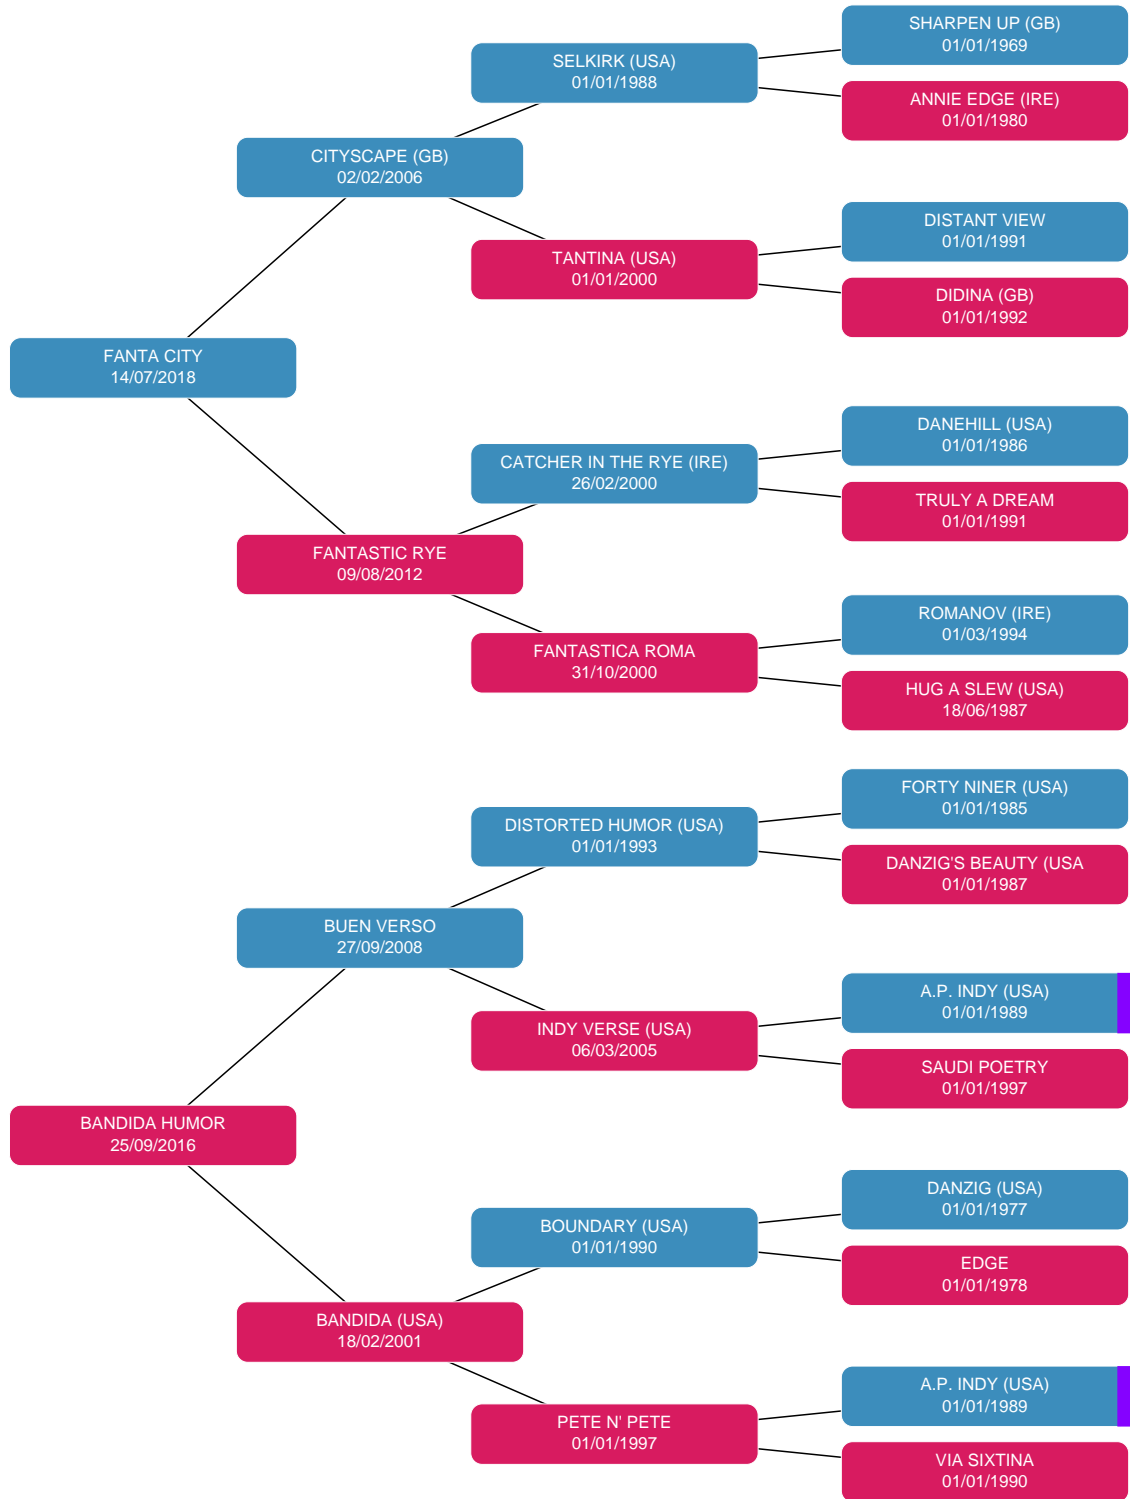 SHARPEN UP (GB)
01/01/1969
SELKIRK (USA)
01/01/1988
ANNIE EDGE (IRE)
01/01/1980
CITYSCAPE (GB)
02/02/2006
DISTANT VIEW
01/01/1991
TANTINA (USA)
01/01/2000
DIDINA (GB)
01/01/1992
FANTA CITY
14/07/2018
DANEHILL (USA)
01/01/1986
CATCHER IN THE RYE (IRE)
26/02/2000
TRULY A DREAM
01/01/1991
FANTASTIC RYE
09/08/2012
ROMANOV (IRE)
01/03/1994
FANTASTICA ROMA
31/10/2000
HUG A SLEW (USA)
18/06/1987
FORTY NINER (USA)
01/01/1985
DISTORTED HUMOR (USA)
01/01/1993
DANZIG'S BEAUTY (USA
01/01/1987
BUEN VERSO
27/09/2008
A.P. INDY (USA)
01/01/1989
INDY VERSE (USA)
06/03/2005
SAUDI POETRY
01/01/1997
BANDIDA HUMOR
25/09/2016
DANZIG (USA)
01/01/1977
BOUNDARY (USA)
01/01/1990
EDGE
01/01/1978
BANDIDA (USA)
18/02/2001
A.P. INDY (USA)
01/01/1989
PETE N' PETE
01/01/1997
VIA SIXTINA
01/01/1990